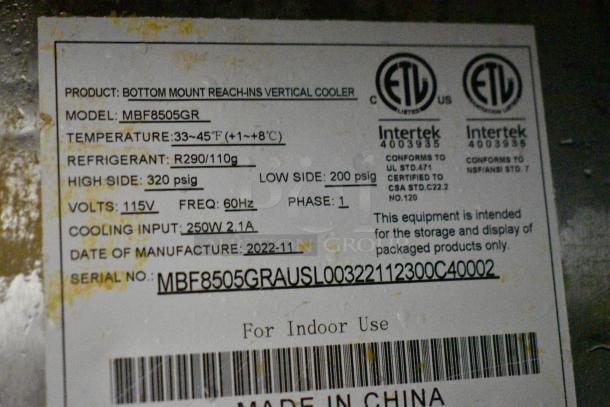 PRODUCT: BOTTOM MOUNT REACH-INS VERTICAL COOLER
MODEL: MBF8505GR
TEMPERATURE:33~45°F(+1~+8℃)
REFRIGERANT: R290/110g
HIGH SIDE: 320 psig LOW SIDE: 200 psig
VOLTS: 115V FREQ: 60Hz PHASE: 1
COOLING INPUT: 250W 2.1A
DATE OF MANUFACTURE: 2022-11
SERIAL NO.: MBF8505GRAUSL00322112300C40002
C ETL US
LISTED
Intertek
4003935
CONFORMS TO
UL STD.471
CERTIFIED TO
CSA STD.C22.2
NO.120
ETL
Intertek
4003935
CONFORMS TO
NSF/ANSI STD. 7
This equipment is intended
for the storage and display of
packaged products only.
For Indoor Use
MADE IN CHINA